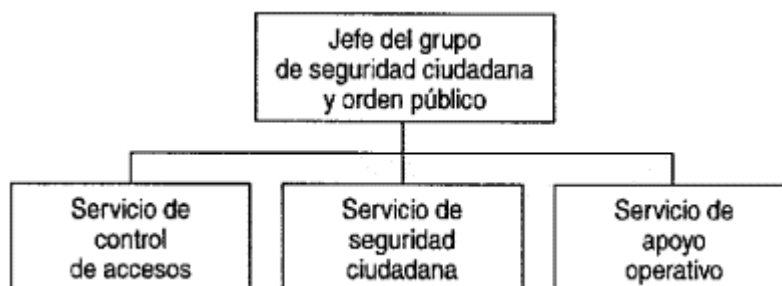 Jefe del grupo
de seguridad ciudadana
y orden público
Servicio de
control
de accesos
Servicio de
seguridad
ciudadana
Servicio de
apoyo
operativo